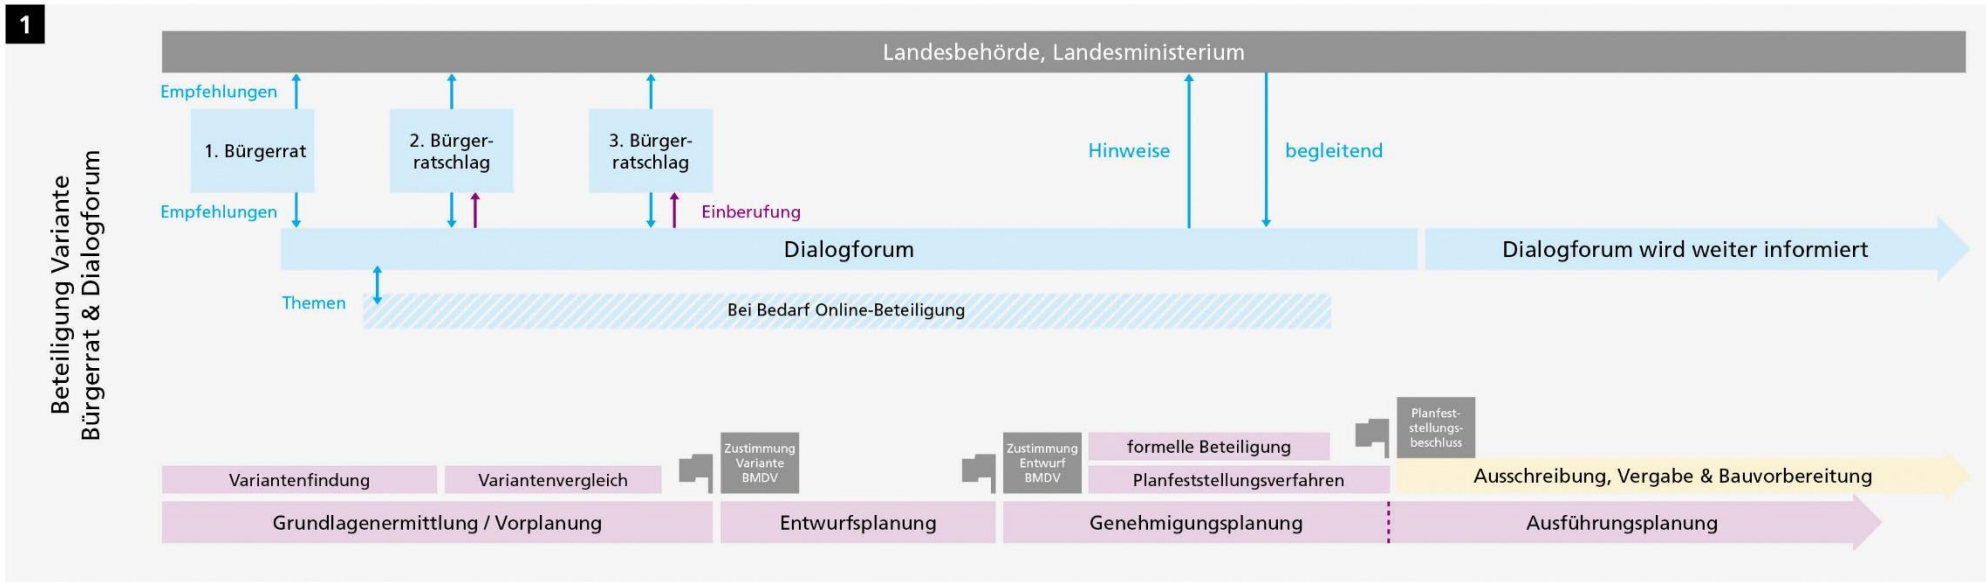 1
Beteiligung Variante
Bürgerrat & Dialogforum
Landesbehörde, Landesministerium
Empfehlungen
1. Bürgerrat
2. Bürger-
ratschlag
3. Bürger-
ratschlag
Hinweise
begleitend
Empfehlungen
Einberufung
Dialogforum
Dialogforum wird weiter informiert
Themen
Bei Bedarf Online-Beteiligung
Variantenfindung
Variantenvergleich
Zustimmung
Variante
BMDV
Zustimmung
Entwurf
BMDV
formelle Beteiligung
Planfeststellungsverfahren
Planfest-
stellungs-
beschluss
Ausschreibung, Vergabe & Bauvorbereitung
Grundlagenermittlung / Vorplanung
Entwurfsplanung
Genehmigungsplanung
Ausführungsplanung